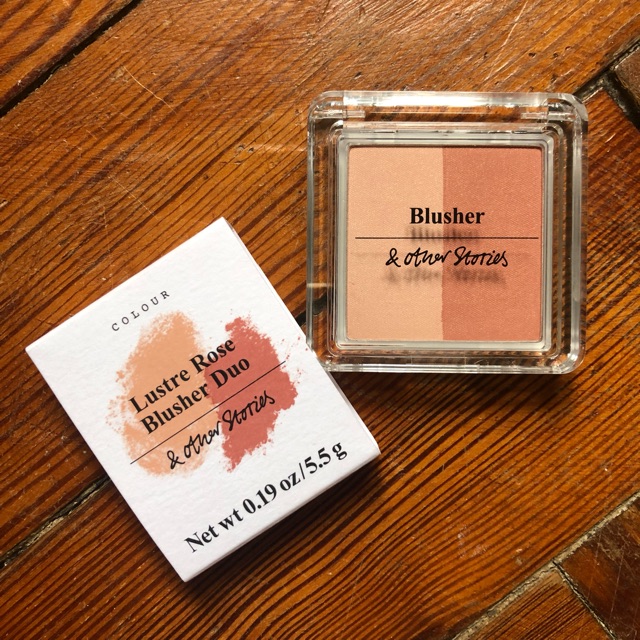 Blusher
& other Stories
COLOUR
Lustre Rose
Blusher Duo
& other Stories
Net wt 0.19 oz/5.5 g